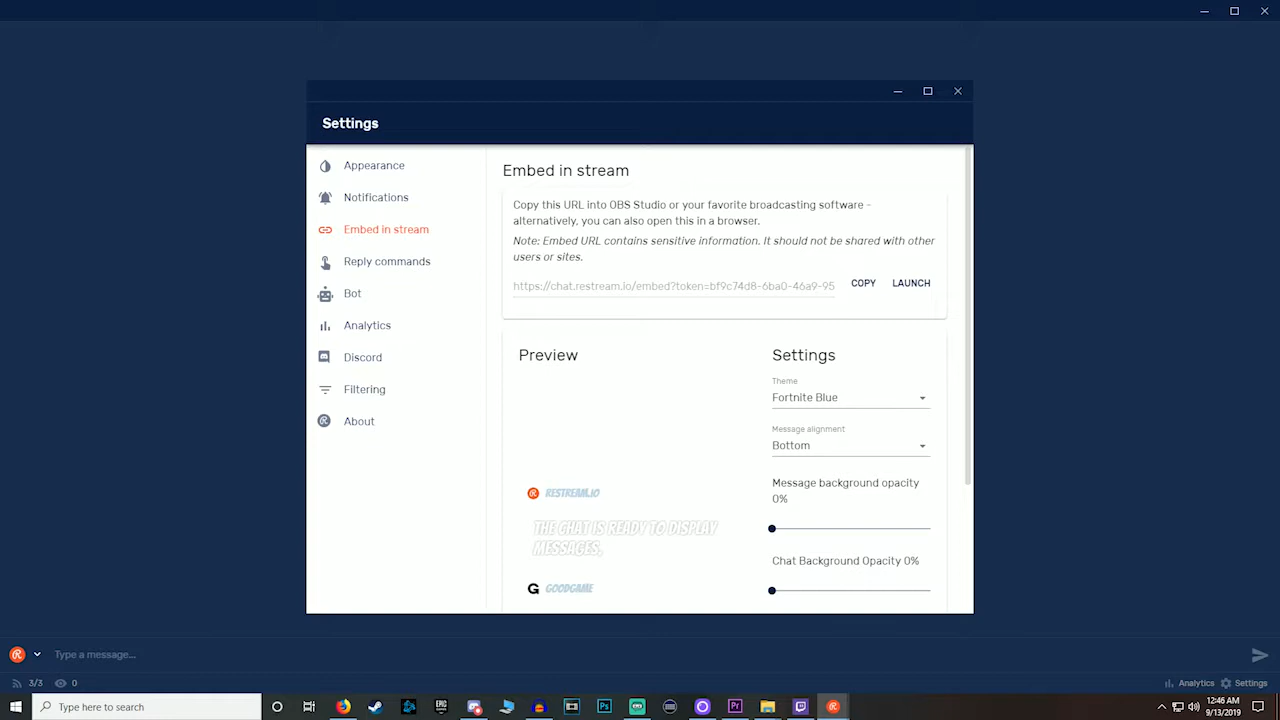 Settings
Appearance
Notifications
Embed in stream
Reply commands
Bot
Analytics
Discord
Filtering
About
Embed in stream
Copy this URL into OBS Studio or your favorite broadcasting software -
alternatively, you can also open this in a browser.
Note: Embed URL contains sensitive information. It should not be shared with other
users or sites.
https://chat.restream.io/embed?token=bf9c74d8-6ba0-46a9-95
COPY
LAUNCH
Preview
RESTREAM.IO
THE CHAT IS READY TO DISPLAY
MESSAGES.
G GOODGAME
Settings
Theme
Fortnite Blue
Message alignment
Bottom
Message background opacity
0%
Chat Background Opacity 0%
Type a message...
3/3
0
Analytics
Settings
Type here to search
EPIC
Ps
Pr
12:46 AM
9/13/2019